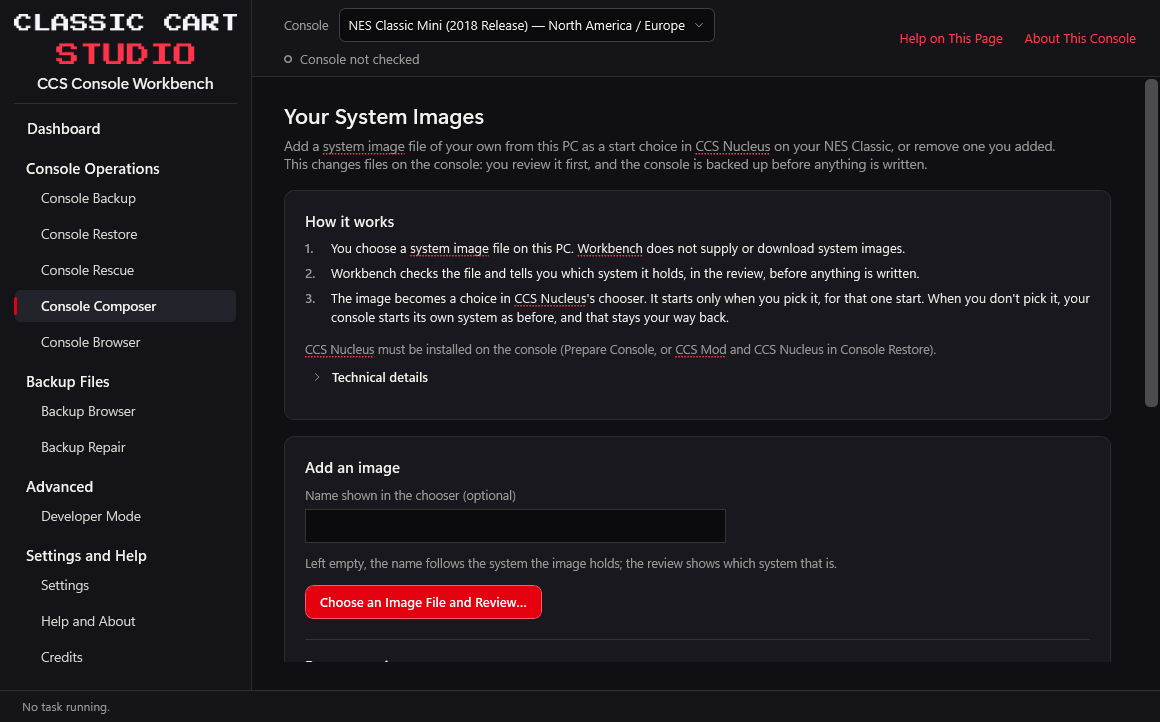 CLASSIC CART
STUDIO
CCS Console Workbench
Dashboard
Console Operations
Console Backup
Console Restore
Console Rescue
Console Composer
Console Browser
Backup Files
Backup Browser
Backup Repair
Advanced
Developer Mode
Settings and Help
Settings
Help and About
Credits
Console NES Classic Mini (2018 Release) — North America / Europe
Console not checked
Help on This Page About This Console
Your System Images
Add a system image file of your own from this PC as a start choice in CCS Nucleus on your NES Classic, or remove one you added.
This changes files on the console: you review it first, and the console is backed up before anything is written.
How it works
1. You choose a system image file on this PC. Workbench does not supply or download system images.
2. Workbench checks the file and tells you which system it holds, in the review, before anything is written.
3. The image becomes a choice in CCS Nucleus's chooser. It starts only when you pick it, for that one start. When you don't pick it, your
console starts its own system as before, and that stays your way back.
CCS Nucleus must be installed on the console (Prepare Console, or CCS Mod and CCS Nucleus in Console Restore).
Technical details
Add an image
Name shown in the chooser (optional)
Left empty, the name follows the system the image holds; the review shows which system that is.
Choose an Image File and Review...
No task running.